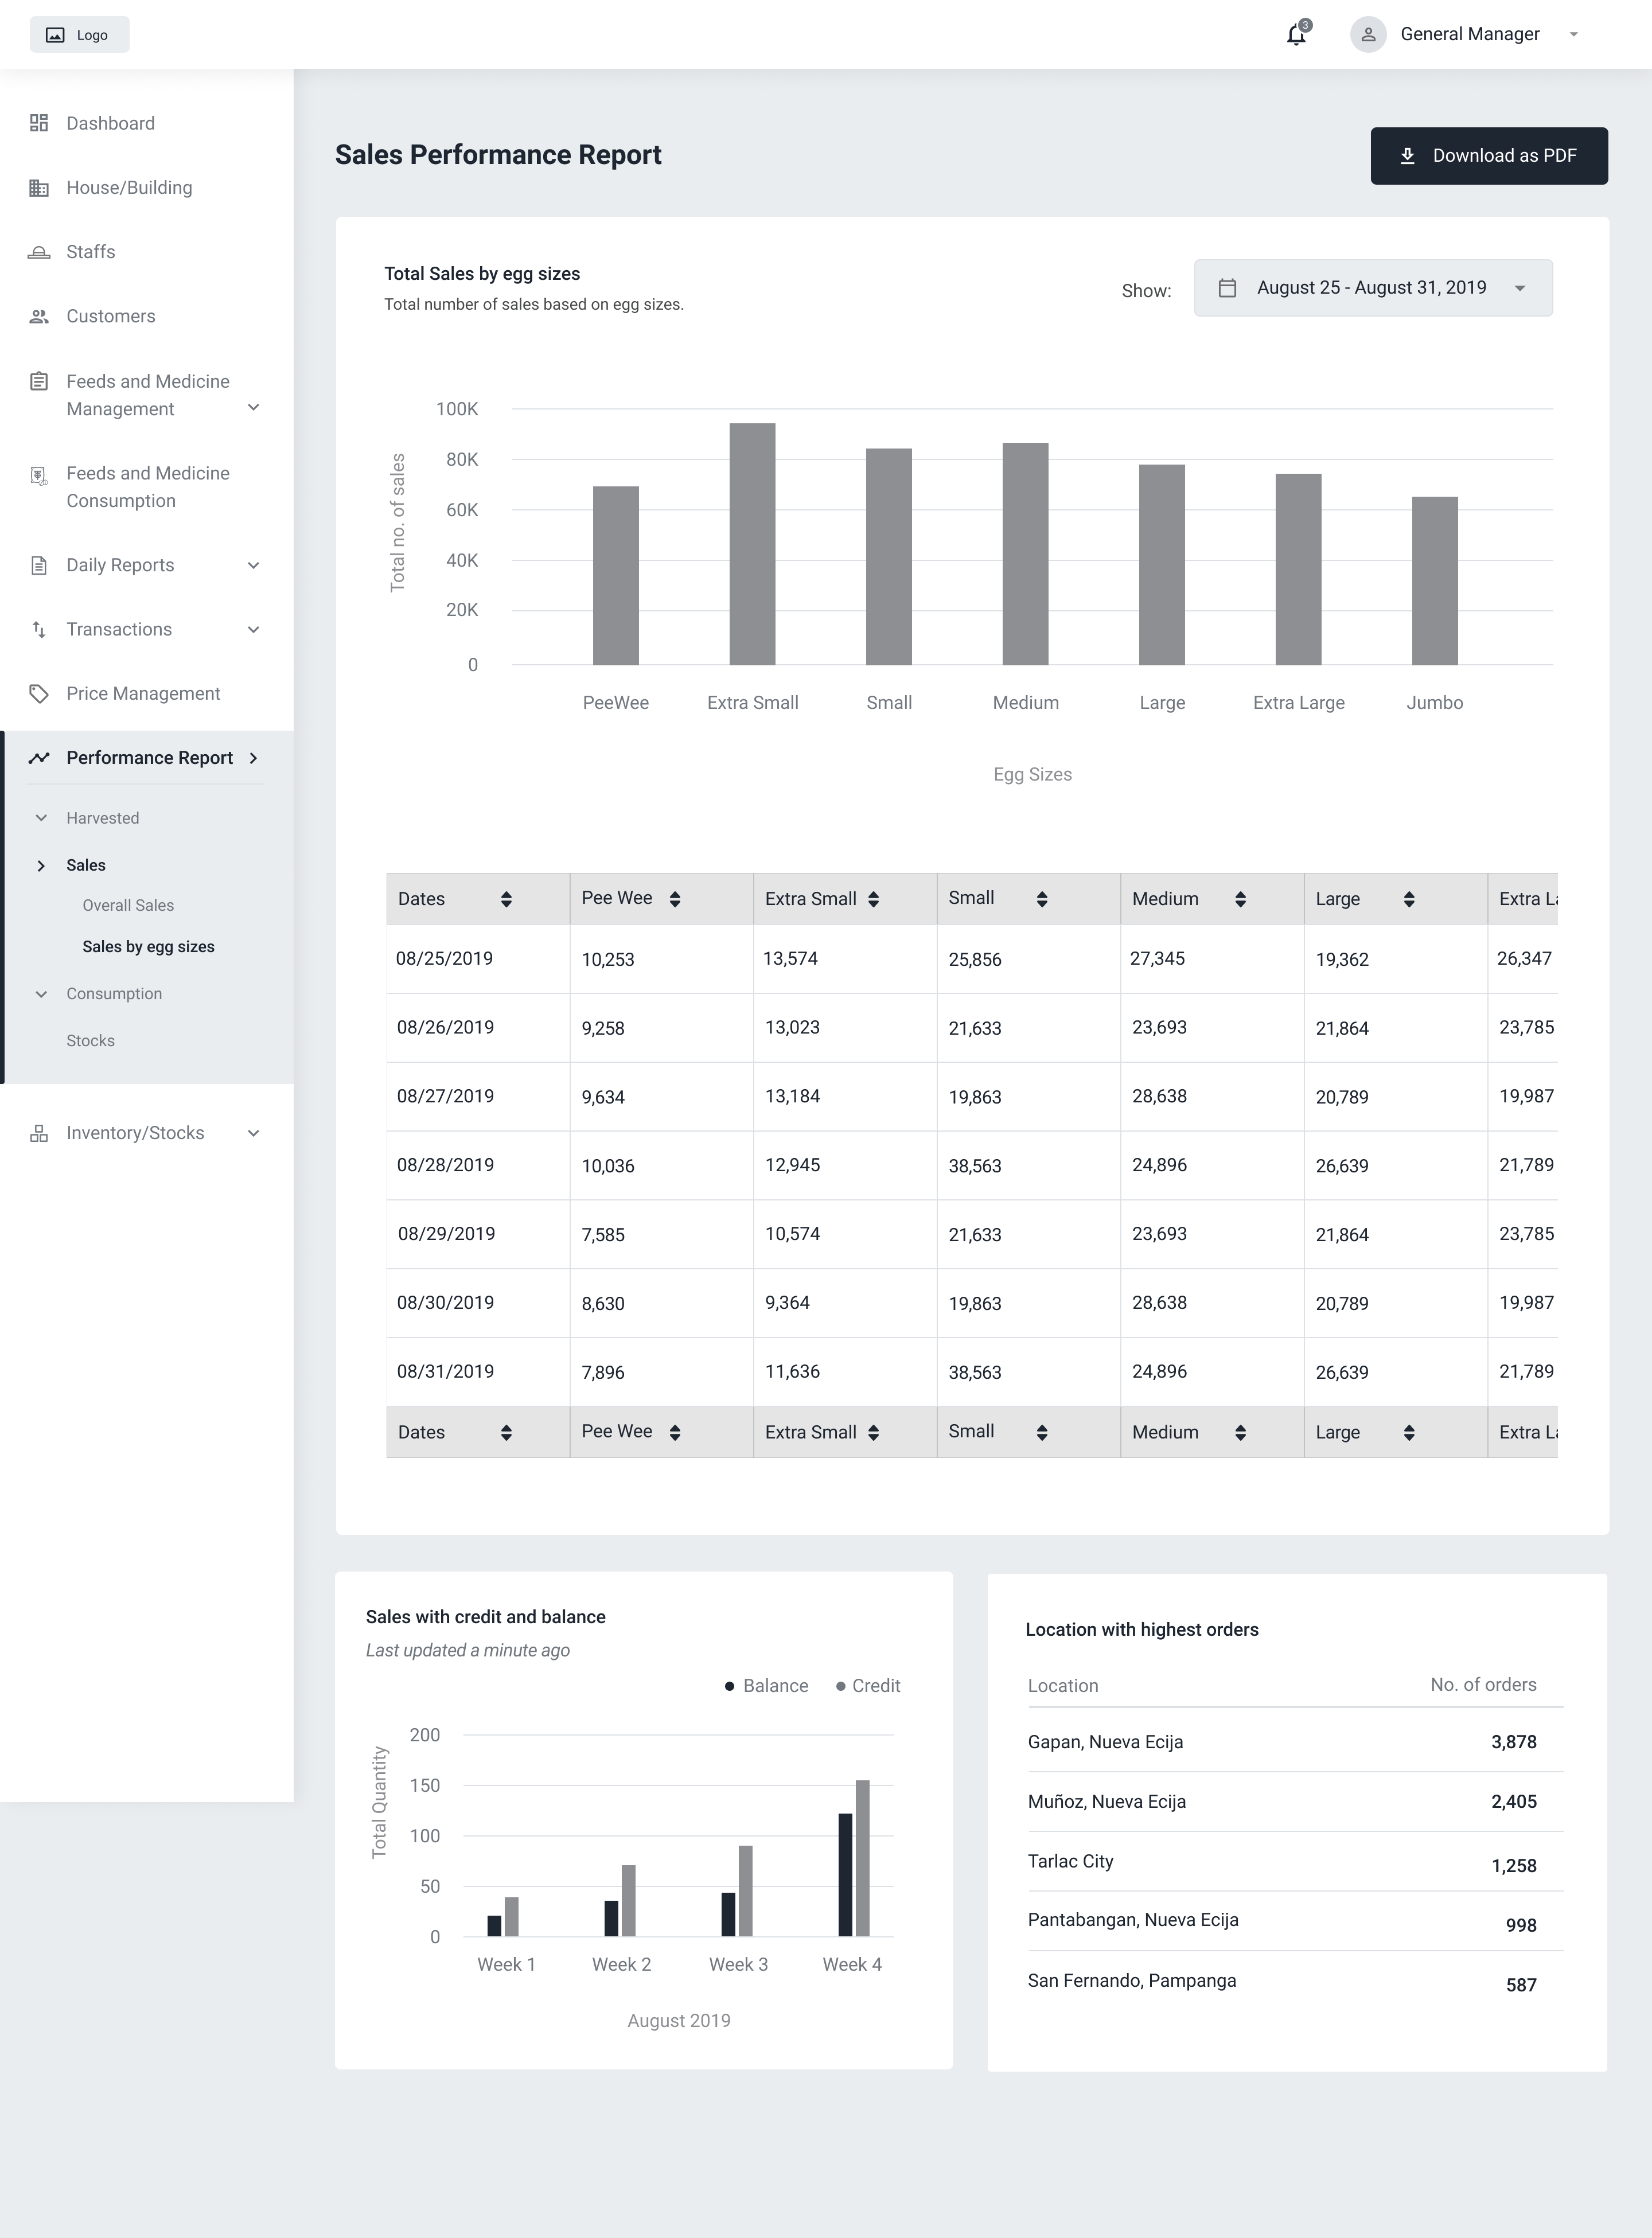 Logo
3
General Manager
Dashboard
House/Building
Staffs
Customers
Feeds and Medicine
Management
Feeds and Medicine
Consumption
Daily Reports
Transactions
Price Management
Performance Report
Harvested
Sales
Overall Sales
Sales by egg sizes
Consumption
Stocks
Inventory/Stocks
Sales Performance Report
Download as PDF
Total Sales by egg sizes
Total number of sales based on egg sizes.
Show:
August 25 - August 31, 2019
Total no. of sales
100K
80K
60K
40K
20K
0
PeeWee Extra Small Small Medium Large Extra Large Jumbo
Egg Sizes
Dates Pee Wee Extra Small Small Medium Large Extra La
08/25/2019 10,253 13,574 25,856 27,345 19,362 26,347
08/26/2019 9,258 13,023 21,633 23,693 21,864 23,785
08/27/2019 9,634 13,184 19,863 28,638 20,789 19,987
08/28/2019 10,036 12,945 38,563 24,896 26,639 21,789
08/29/2019 7,585 10,574 21,633 23,693 21,864 23,785
08/30/2019 8,630 9,364 19,863 28,638 20,789 19,987
08/31/2019 7,896 11,636 38,563 24,896 26,639 21,789
Dates Pee Wee Extra Small Small Medium Large Extra La
Sales with credit and balance
Last updated a minute ago
Balance Credit
Total Quantity
200
150
100
50
0
Week 1 Week 2 Week 3 Week 4
August 2019
Location with highest orders
Location No. of orders
Gapan, Nueva Ecija 3,878
Muñoz, Nueva Ecija 2,405
Tarlac City 1,258
Pantabangan, Nueva Ecija 998
San Fernando, Pampanga 587